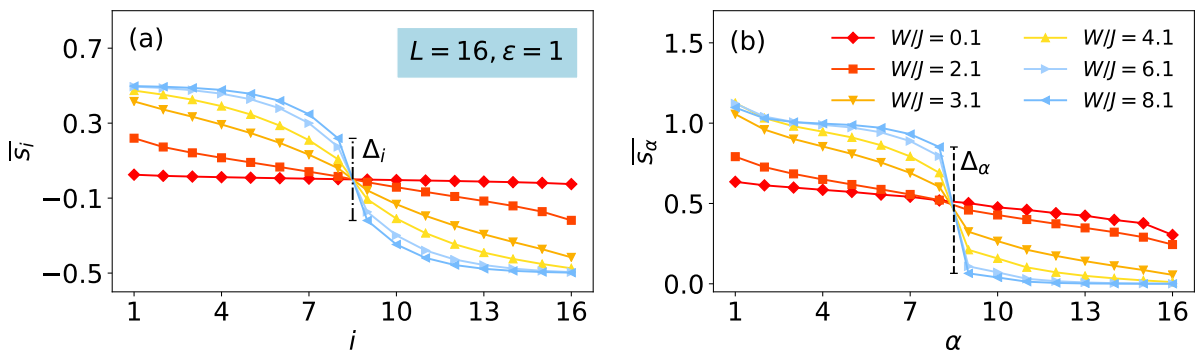 (a)
L = 16, ε = 1
0.7
0.3
−0.1
−0.5
s̅ᵢ
Δᵢ
1 4 7 10 13 16
i
(b)
W/J = 0.1
W/J = 2.1
W/J = 3.1
W/J = 4.1
W/J = 6.1
W/J = 8.1
1.5
1.0
0.5
0.0
s̅_α
Δ_α
1 4 7 10 13 16
α